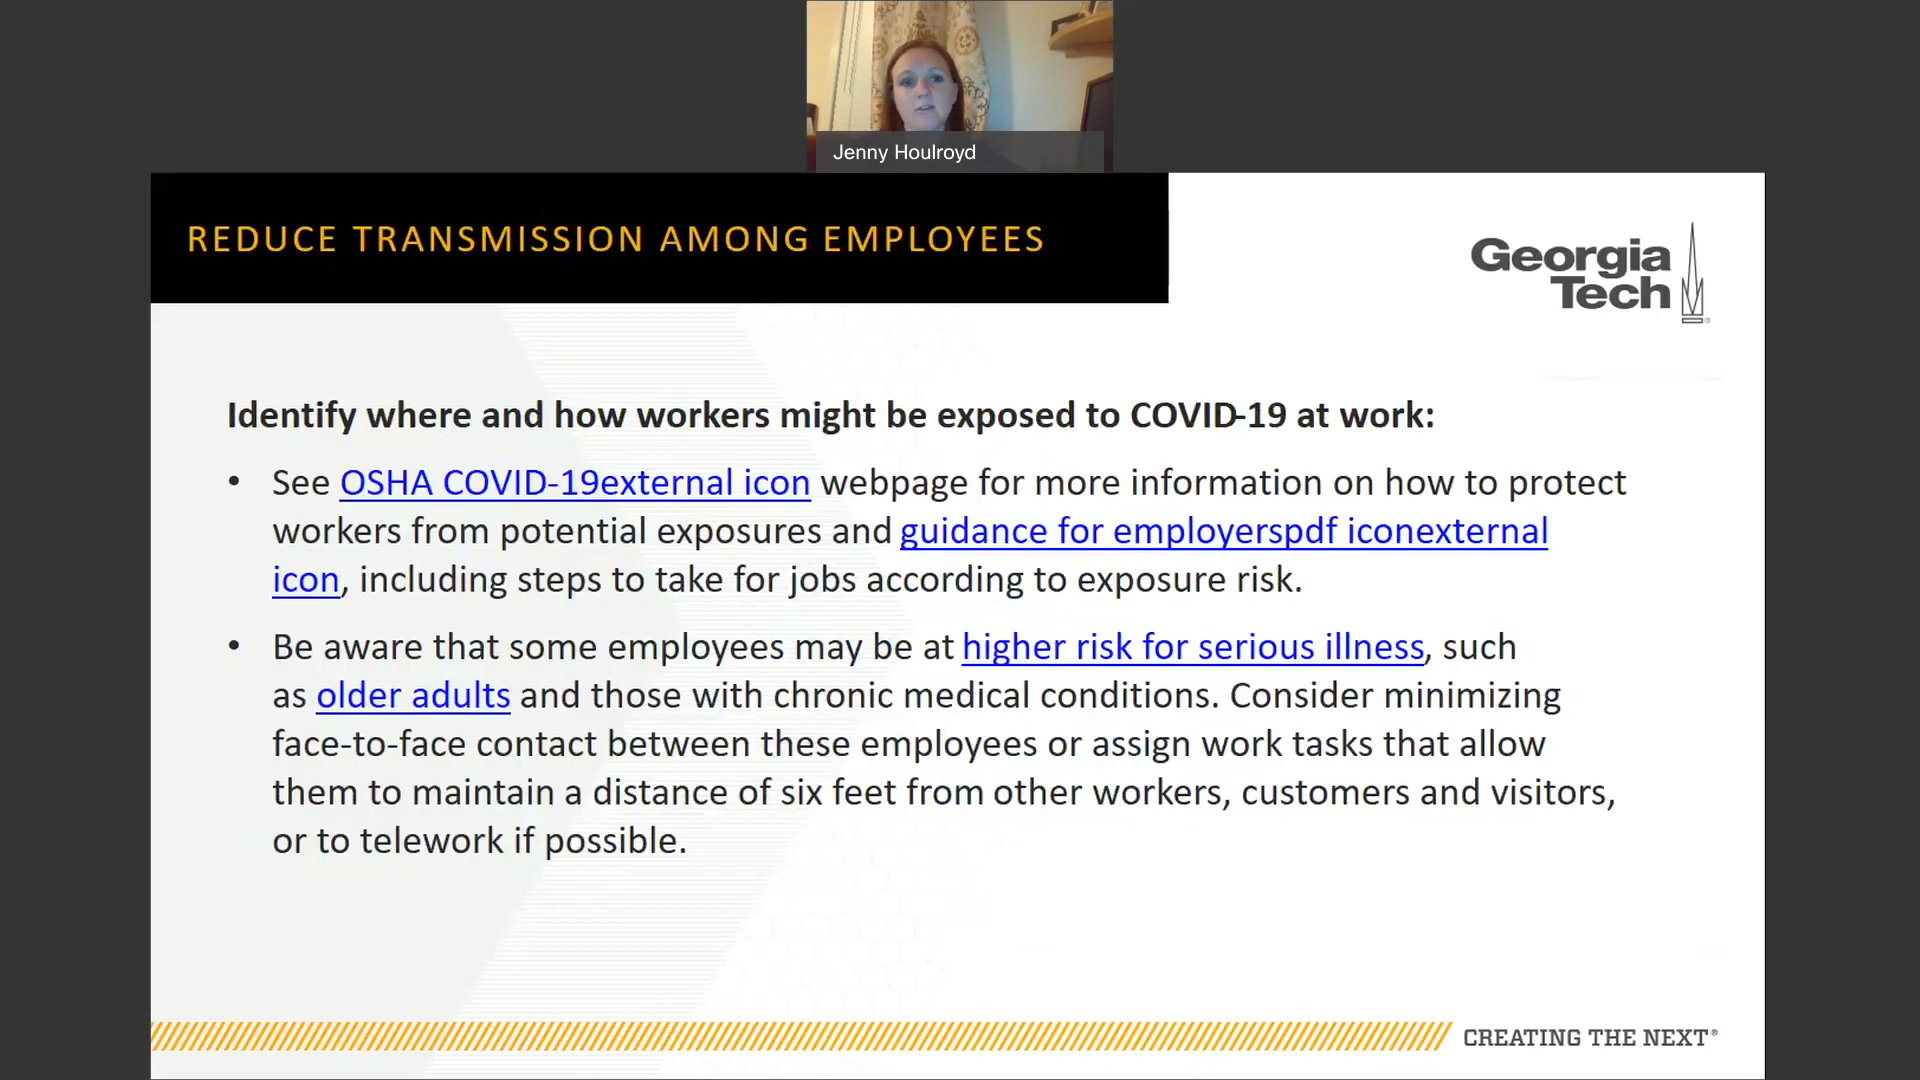 Jenny Houlroyd
REDUCE TRANSMISSION AMONG EMPLOYEES
Georgia
Tech
Identify where and how workers might be exposed to COVID-19 at work:
• See OSHA COVID-19external icon webpage for more information on how to protect
workers from potential exposures and guidance for employerspdf iconexternal
icon, including steps to take for jobs according to exposure risk.
• Be aware that some employees may be at higher risk for serious illness, such
as older adults and those with chronic medical conditions. Consider minimizing
face-to-face contact between these employees or assign work tasks that allow
them to maintain a distance of six feet from other workers, customers and visitors,
or to telework if possible.
CREATING THE NEXT®